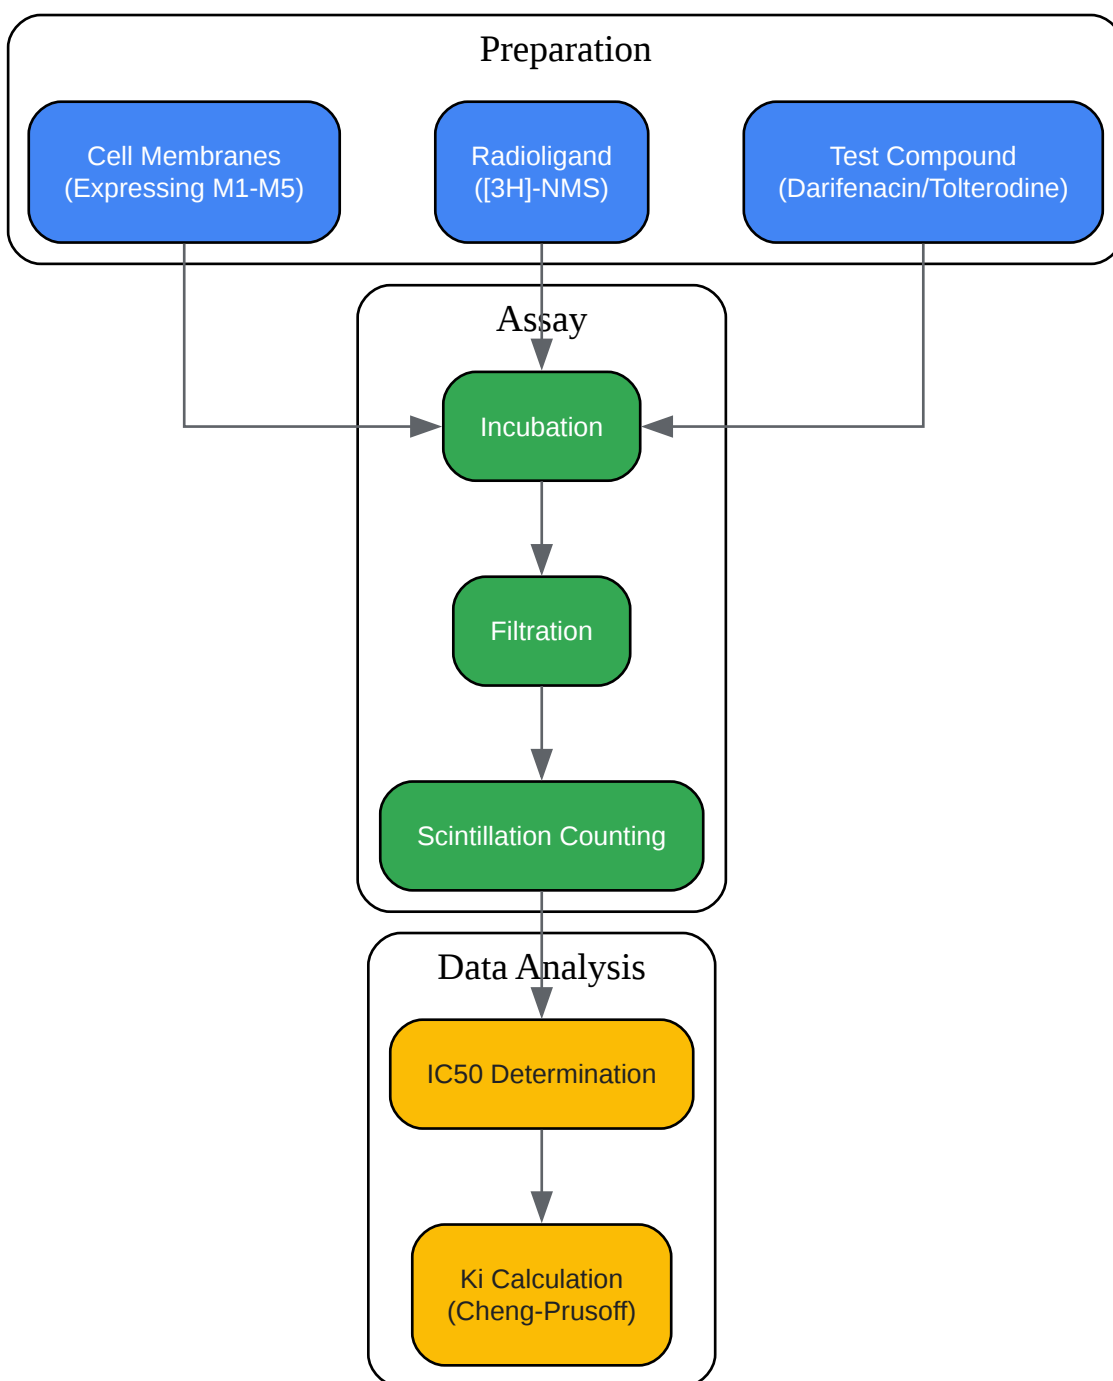 Preparation
Cell Membranes
(Expressing M1-M5)
Radioligand
([3H]-NMS)
Test Compound
(Darifenacin/Tolterodine)
Assay
Incubation
Filtration
Scintillation Counting
Data Analysis
IC50 Determination
Ki Calculation
(Cheng-Prusoff)